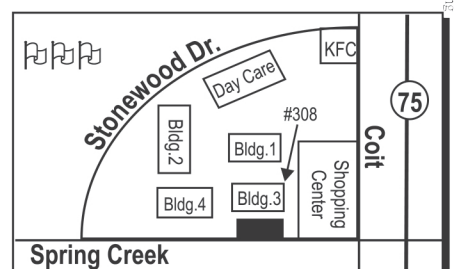 Stonewood Dr.
KFC
Day Care
75
#308
Bldg.2
Bldg.1
Coit
Shopping
Center
Bldg.4
Bldg.3
Spring Creek